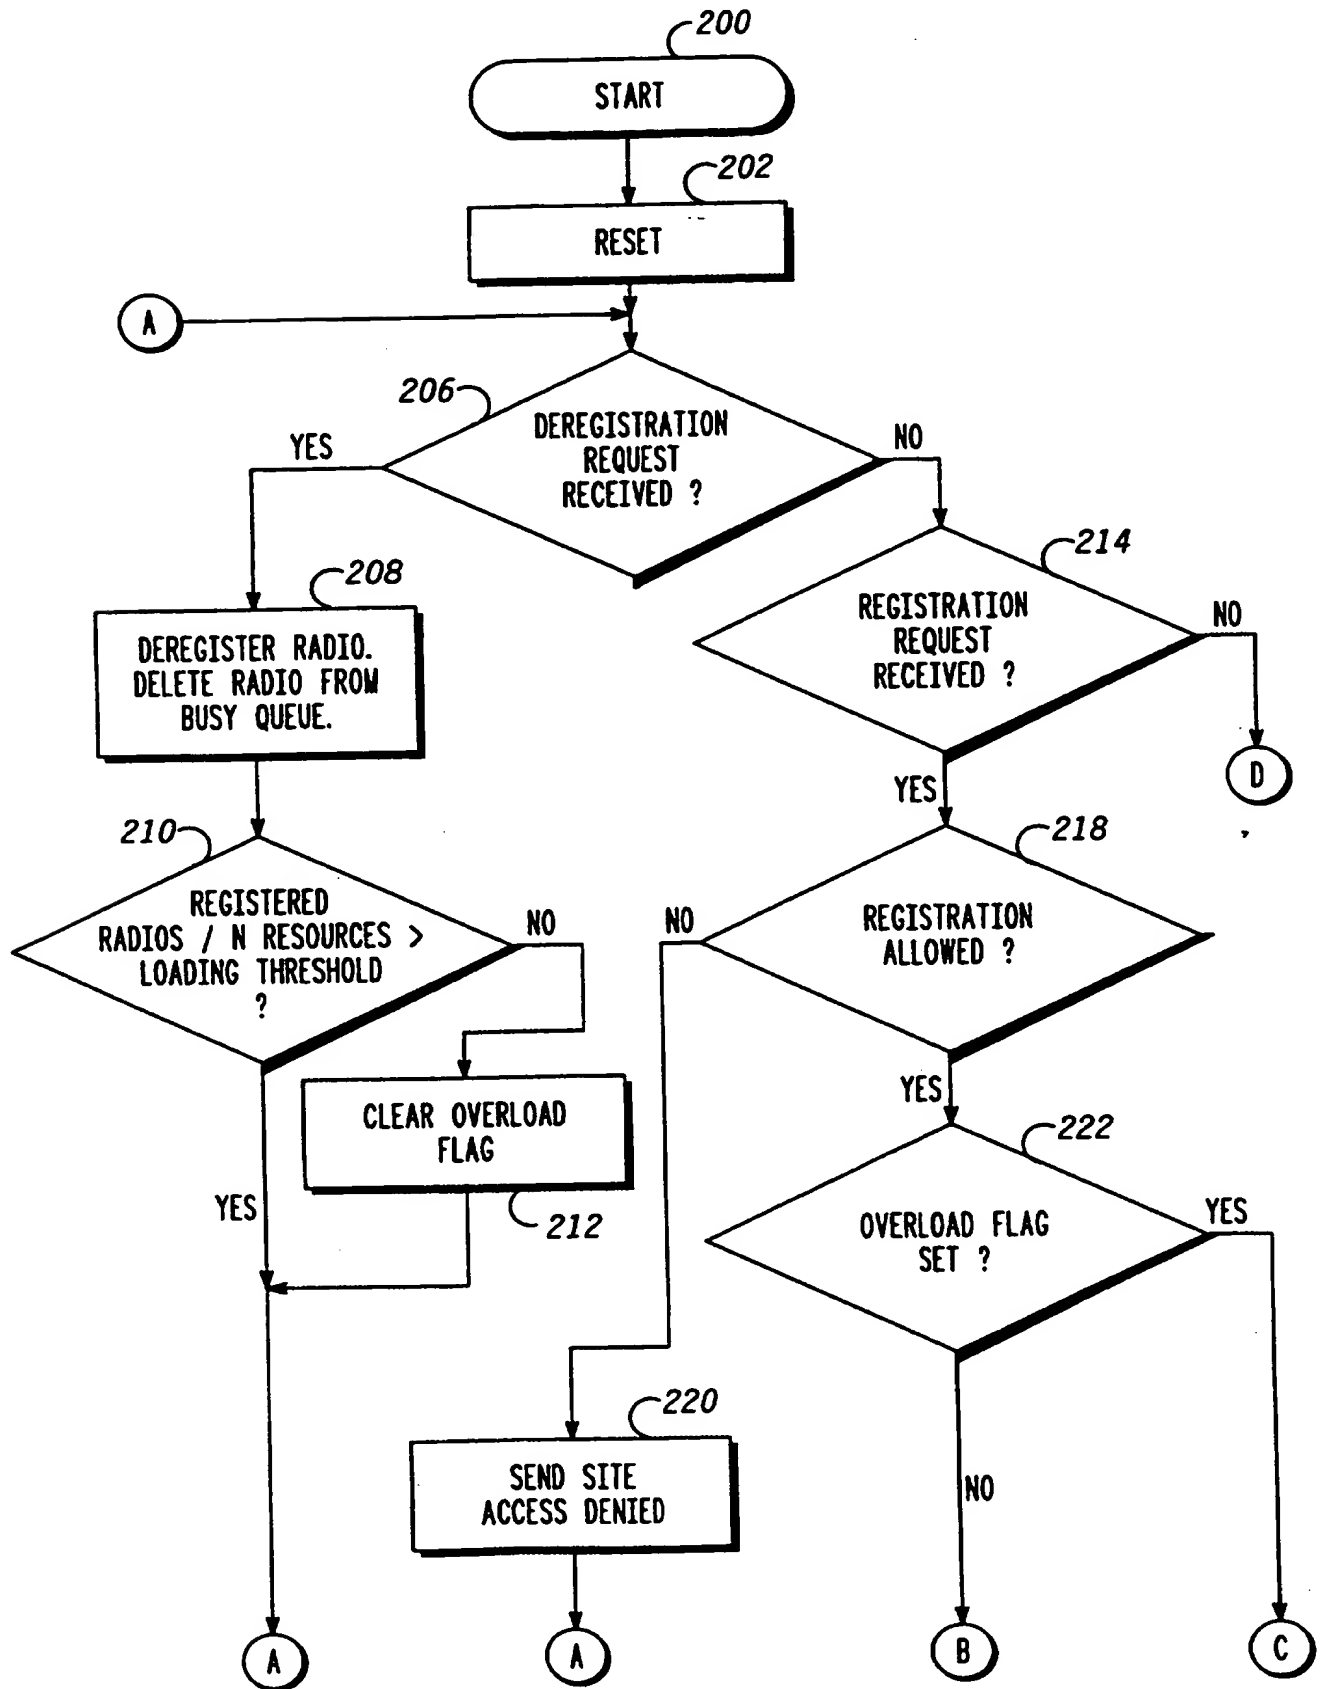 200
START
202
RESET
A
206
DEREGISTRATION
REQUEST
RECEIVED ?
YES
NO
208
DEREGISTER RADIO.
DELETE RADIO FROM
BUSY QUEUE.
214
REGISTRATION
REQUEST
RECEIVED ?
NO
D
YES
210
REGISTERED
RADIOS / N RESOURCES >
LOADING THRESHOLD
?
NO
YES
218
REGISTRATION
ALLOWED ?
NO
YES
CLEAR OVERLOAD
FLAG
212
222
OVERLOAD FLAG
SET ?
YES
NO
220
SEND SITE
ACCESS DENIED
A
A
B
C